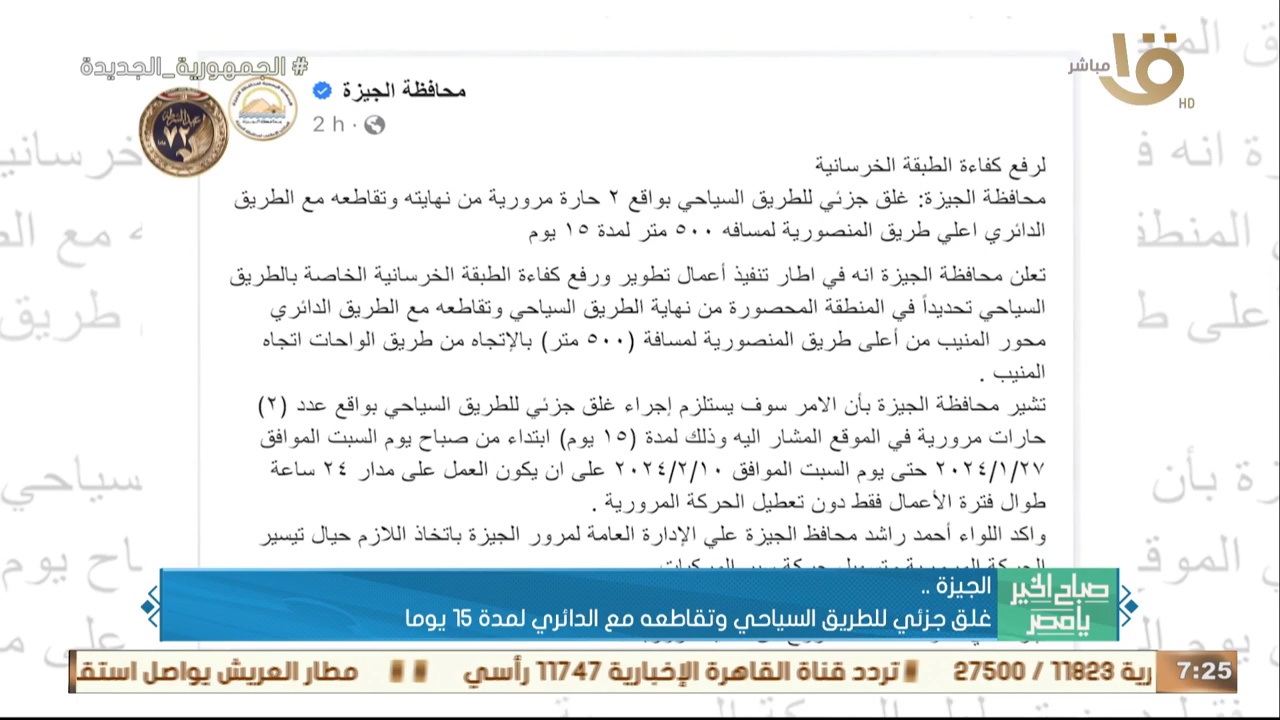 #الجمهورية_الجديدة
مباشر
HD
٧٢
محافظة الجيزة
2 h
لرفع كفاءة الطبقة الخرسانية
محافظة الجيزة: غلق جزئي للطريق السياحي بواقع ٢ حارة مرورية من نهايته وتقاطعه مع الطريق
الدائري اعلي طريق المنصورية لمسافه ٥٠٠ متر لمدة ١٥ يوم
تعلن محافظة الجيزة انه في اطار تنفيذ أعمال تطوير ورفع كفاءة الطبقة الخرسانية الخاصة بالطريق
السياحي تحديداً في المنطقة المحصورة من نهاية الطريق السياحي وتقاطعه مع الطريق الدائري
محور المنيب من أعلى طريق المنصورية لمسافة (٥٠٠ متر) بالإتجاه من طريق الواحات اتجاه
المنيب .
تشير محافظة الجيزة بأن الامر سوف يستلزم إجراء غلق جزئي للطريق السياحي بواقع عدد (٢)
حارات مرورية في الموقع المشار اليه وذلك لمدة (١٥ يوم) ابتداء من صباح يوم السبت الموافق
٢٠٢٤/١/٢٧ حتى يوم السبت الموافق ٢٠٢٤/٢/١٠ على ان يكون العمل على مدار ٢٤ ساعة
طوال فترة الأعمال فقط دون تعطيل الحركة المرورية .
واكد اللواء أحمد راشد محافظ الجيزة علي الإدارة العامة لمرور الجيزة باتخاذ اللازم حيال تيسير
صباح الخير
يا مصر
الجيزة ..
غلق جزئي للطريق السياحي وتقاطعه مع الدائري لمدة 15 يوما
7:25
رية 11823 / 27500
تردد قناة القاهرة الإخبارية 11747 رأسي
مطار العريش يواصل استق